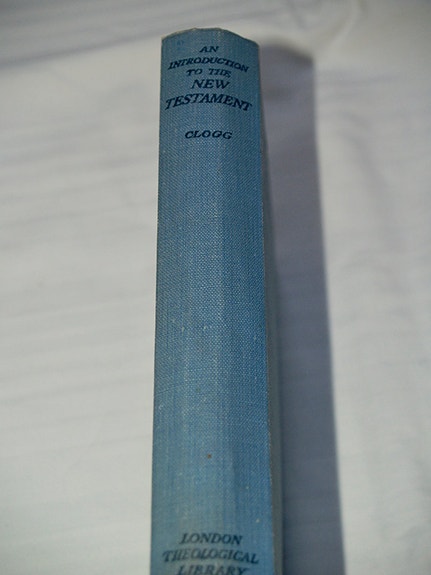 AN
INTRODUCTION
TO THE
NEW
TESTAMENT
CLOGG
LONDON
THEOLOGICAL
LIBRARY